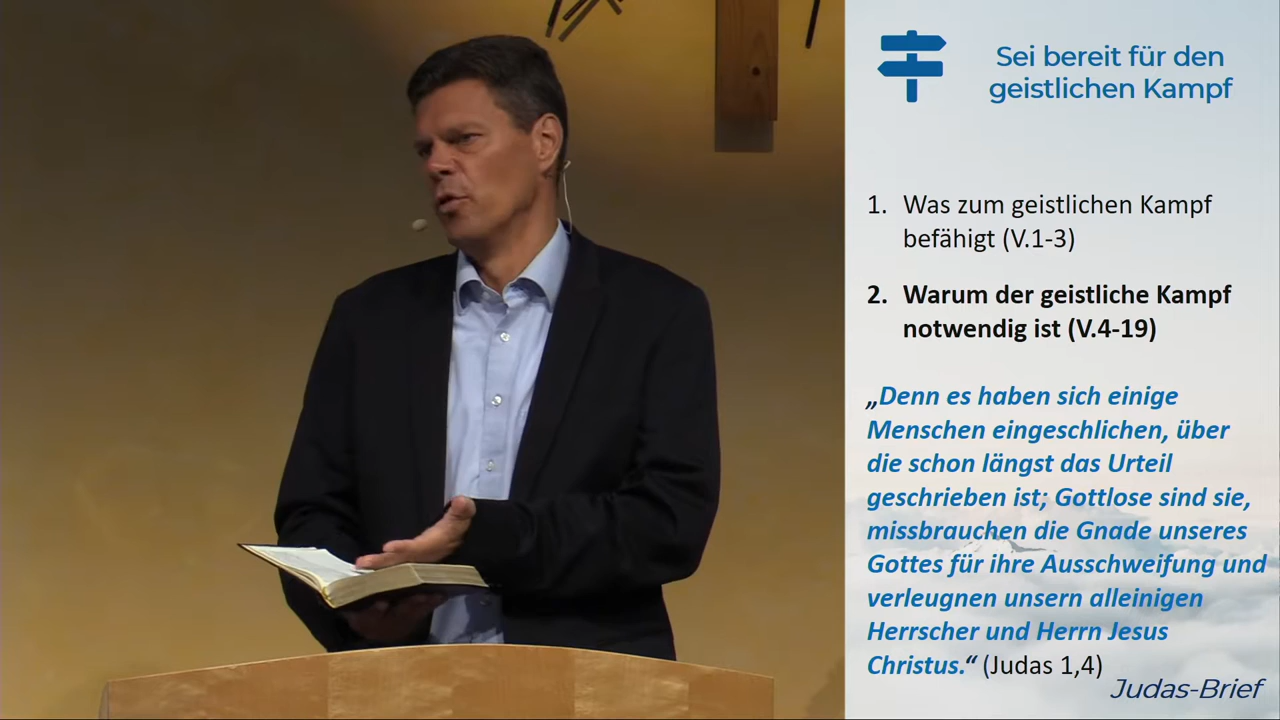 Sei bereit für den
geistlichen Kampf
1. Was zum geistlichen Kampf
befähigt (V.1-3)
2. Warum der geistliche Kampf
notwendig ist (V.4-19)
„Denn es haben sich einige
Menschen eingeschlichen, über
die schon längst das Urteil
geschrieben ist; Gottlose sind sie,
missbrauchen die Gnade unseres
Gottes für ihre Ausschweifung und
verleugnen unsern alleinigen
Herrscher und Herrn Jesus
Christus.“ (Judas 1,4)
Judas-Brief